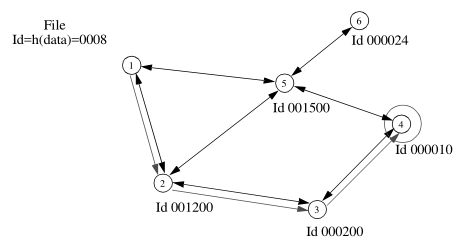 File
Id=h(data)=0008
6
Id 000024
1
5
Id 001500
4
Id 000010
2
Id 001200
3
Id 000200